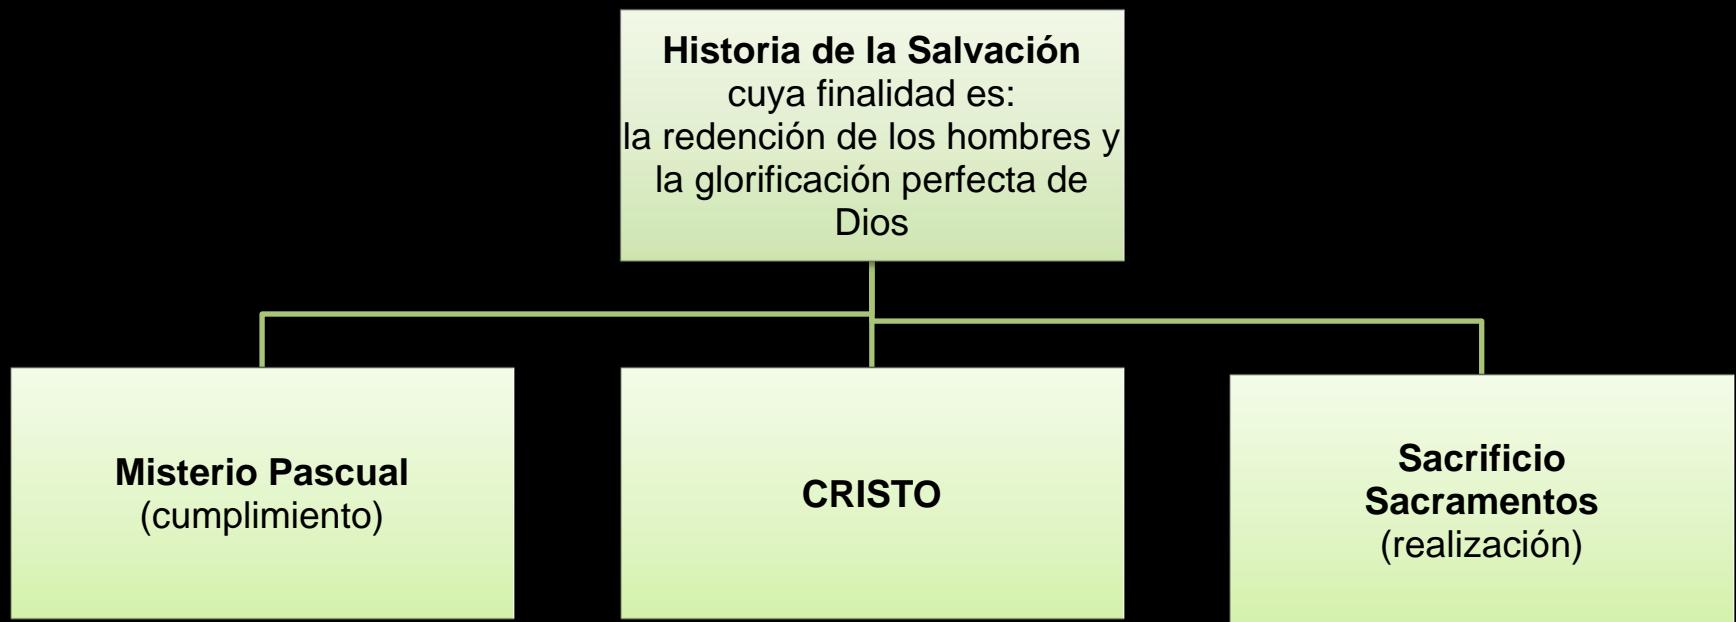 Historia de la Salvación
cuya finalidad es:
la redención de los hombres y
la glorificación perfecta de
Dios
Misterio Pascual
(cumplimiento)
CRISTO
Sacrificio
Sacramentos
(realización)